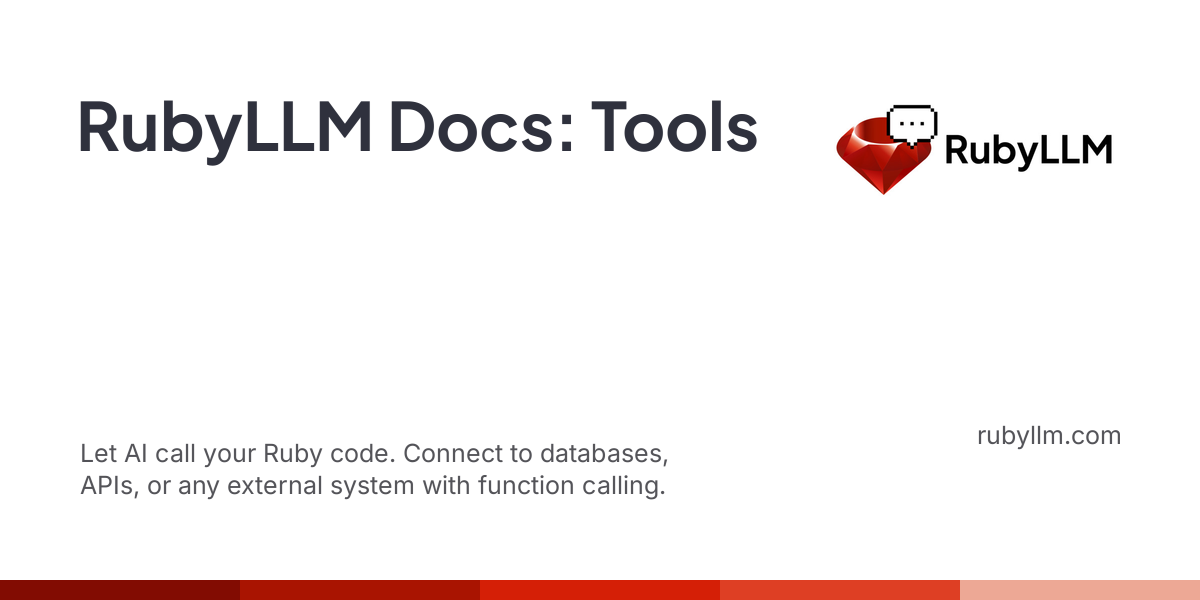 RubyLLM Docs: Tools
RubyLLM
Let AI call your Ruby code. Connect to databases,
APIs, or any external system with function calling.
rubyllm.com